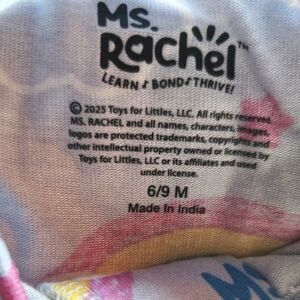 Ms.
Rachel™
LEARN♪BOND♪THRIVE!
© 2025 Toys for Littles, LLC. All rights reserved.
MS. RACHEL and all names, characters, images,
logos are protected trademarks, copyrights and
other intellectual property owned or licensed by
Toys for Littles, LLC or its affiliates and used
under license.
6/9 M
Made in India
MS